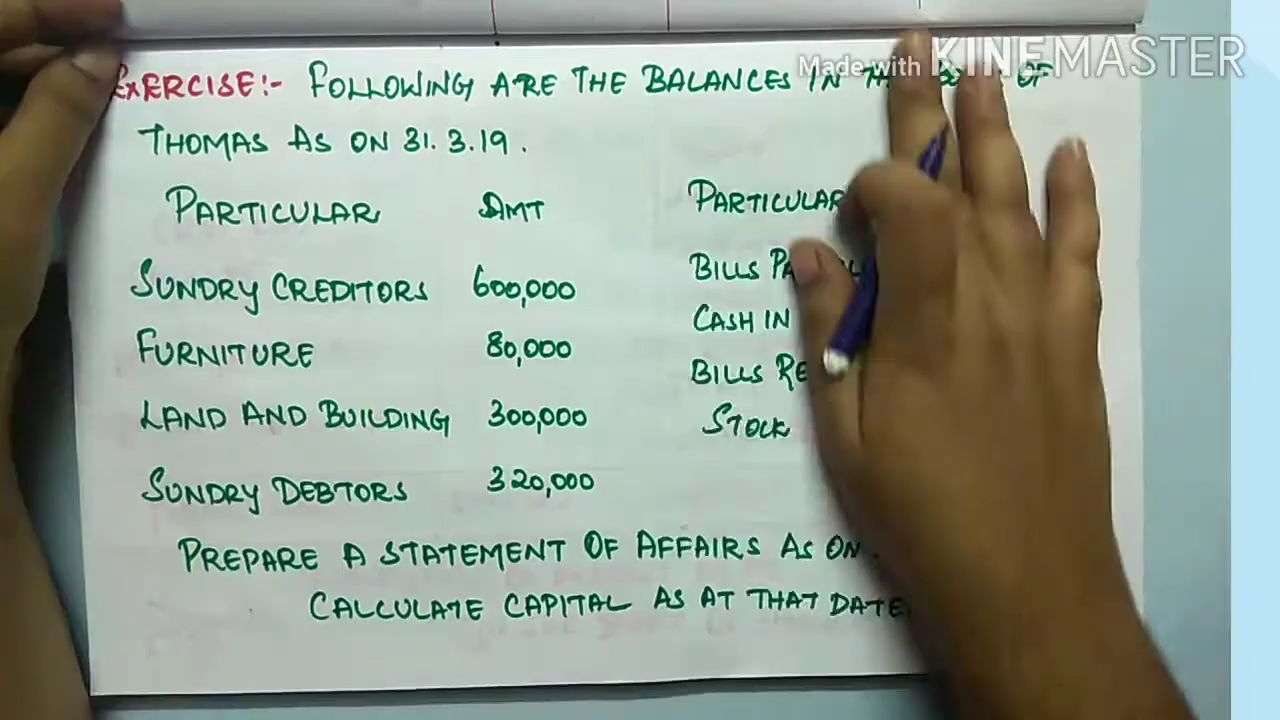 Made with KINEMASTER
EXERCISE:- FOLLOWING ARE THE BALANCES IN OF
THOMAS AS ON 31.3.19.
PARTICULAR AMT PARTICULAR
SUNDRY CREDITORS 600,000 BILLS
FURNITURE 80,000 CASH IN
LAND AND BUILDING 300,000 BILLS
SUNDRY DEBTORS 320,000 STOCK
PREPARE A STATEMENT OF AFFAIRS AS ON
CALCULATE CAPITAL AS AT THAT DATE.